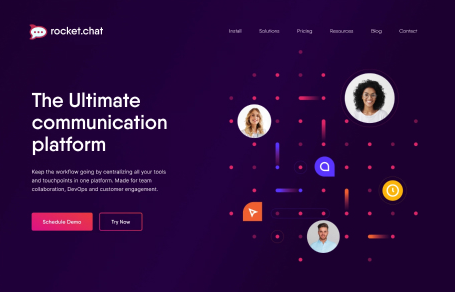 rocket.chat
Install Solutions Pricing Resources Blog Contact
The Ultimate
communication
platform
Keep the workflow going by centralizing all your tools
and touchpoints in one platform. Made for team
collaboration, DevOps and customer engagement.
Schedule Demo Try Now